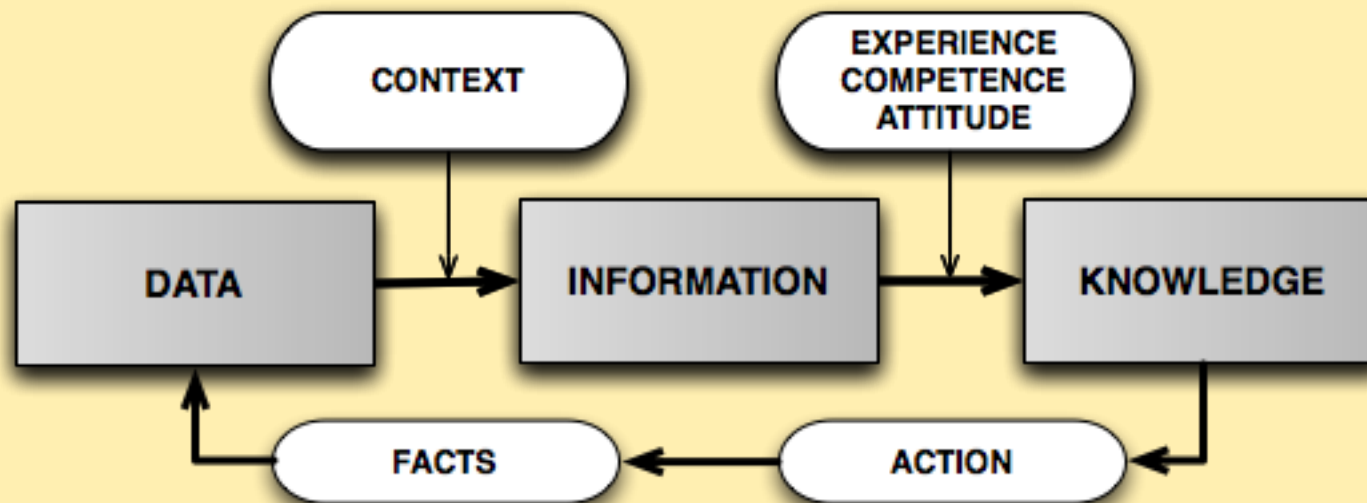 CONTEXT
EXPERIENCE
COMPETENCE
ATTITUDE
DATA
INFORMATION
KNOWLEDGE
FACTS
ACTION